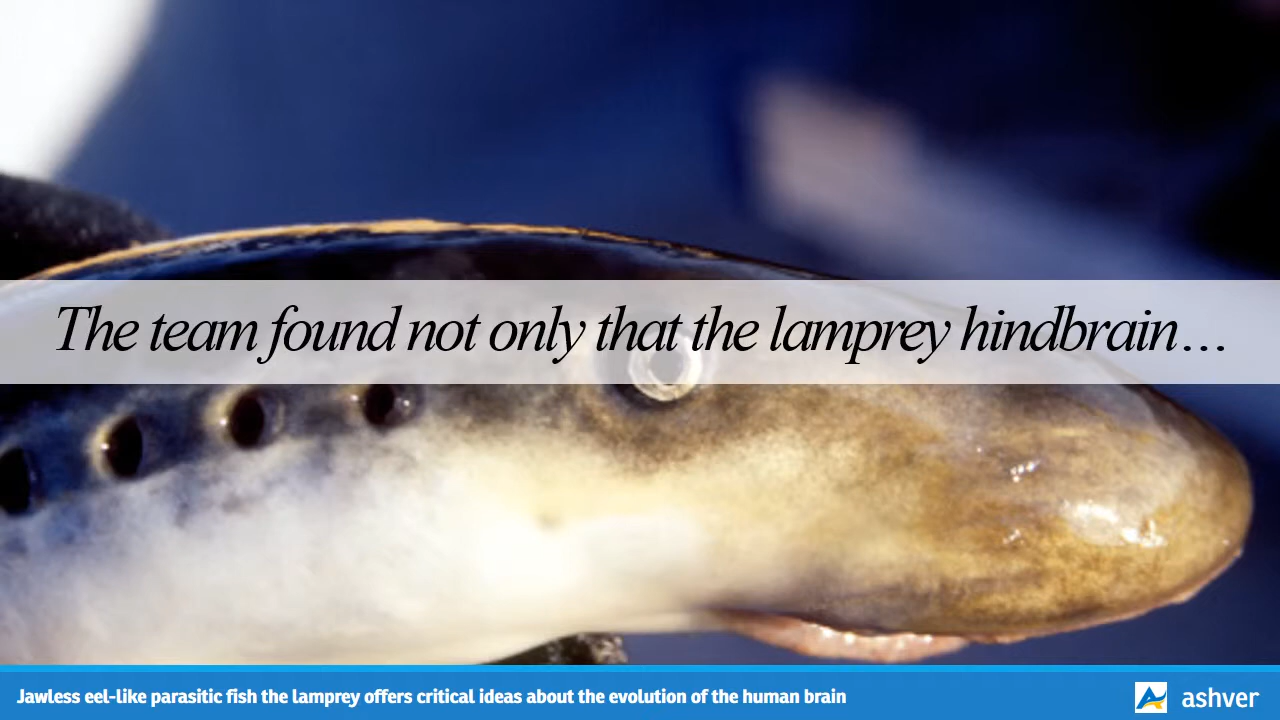 The team found not only that the lamprey hindbrain…
Jawless eel-like parasitic fish the lamprey offers critical ideas about the evolution of the human brain
ashver